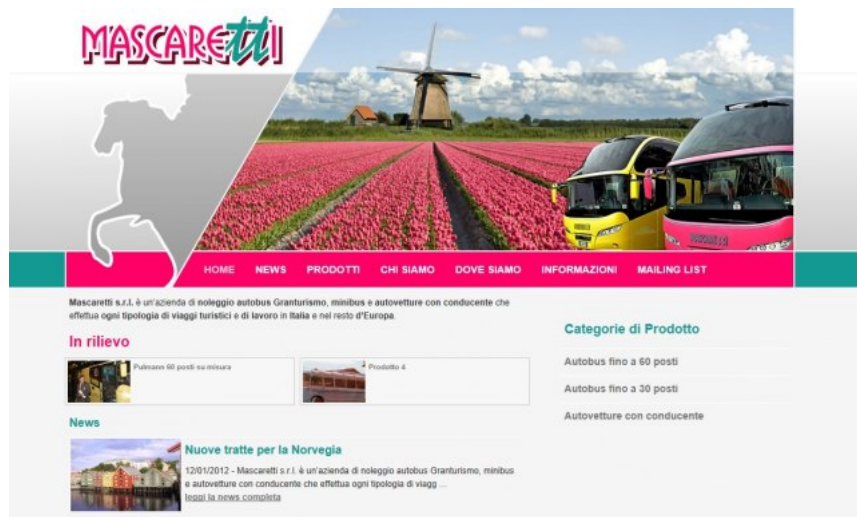 MASCARETTI
MASCARETTI
HOME NEWS PRODOTTI CHI SIAMO DOVE SIAMO INFORMAZIONI MAILING LIST
Mascaretti s.r.l. è un'azienda di noleggio autobus Granturismo, minibus e autovetture con conducente che
effettua ogni tipologia di viaggi turistici e di lavoro in Italia e nel resto d'Europa.
In rilievo
Pulmann 60 posti su misura
Prodotto 4
News
Nuove tratte per la Norvegia
12/01/2012 - Mascaretti s.r.l. è un'azienda di noleggio autobus Granturismo, minibus
e autovetture con conducente che effettua ogni tipologia di viagg ...
leggi la news completa
Categorie di Prodotto
Autobus fino a 60 posti
Autobus fino a 30 posti
Autovetture con conducente